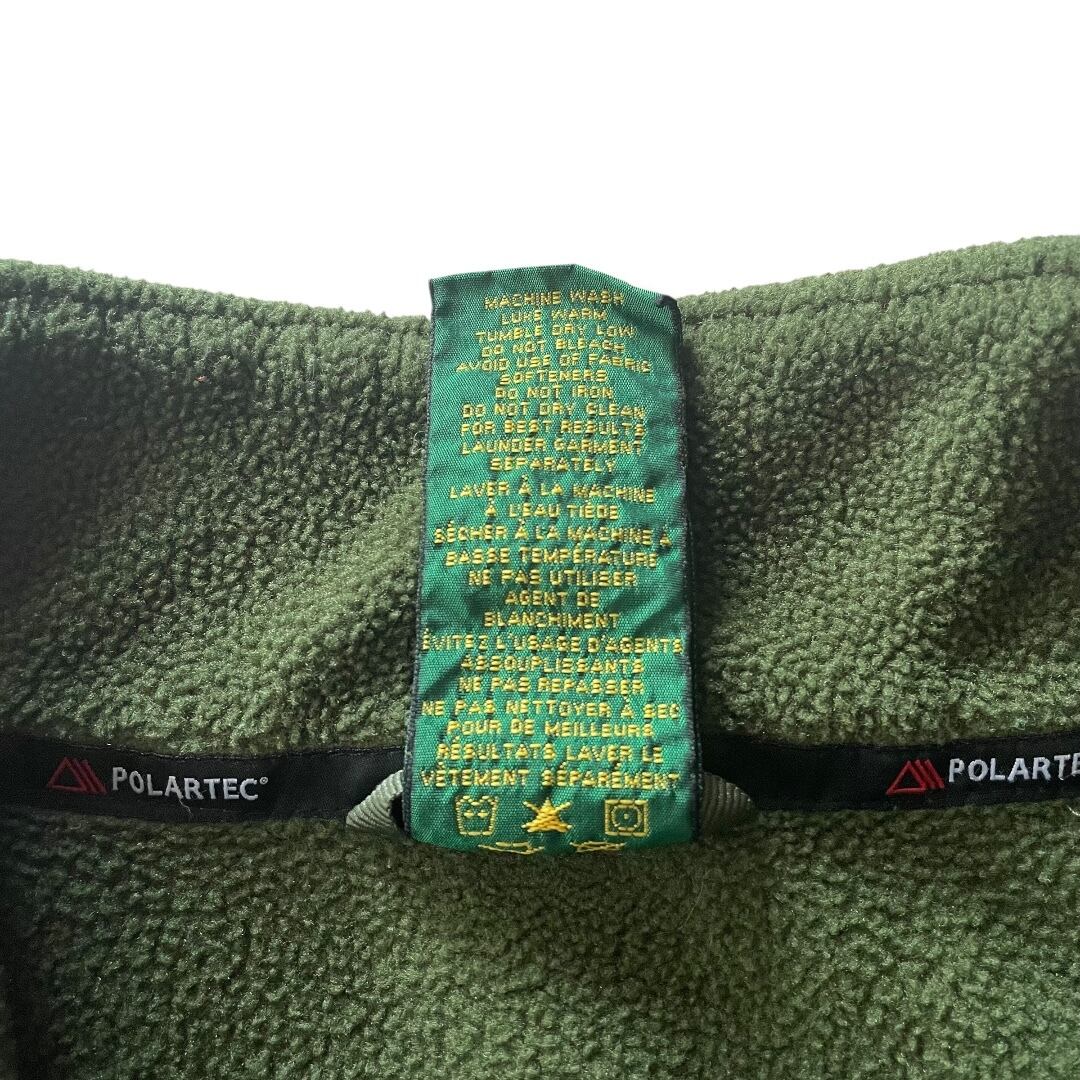 MACHINE WASH
LUKE WARM
TUMBLE DRY LOW
DO NOT BLEACH
AVOID USE OF FABRIC
SOFTENERS
DO NOT IRON
DO NOT DRY CLEAN
FOR BEST RESULTS
LAUNDER GARMENT
SEPARATELY
LAVER À LA MACHINE
À L'EAU TIÈDE
SÉCHER À LA MACHINE À
BASSE TEMPÉRATURE
NE PAS UTILISER
AGENT DE
BLANCHIMENT
ÉVITEZ L'USAGE D'AGENTS
ASSOUPLISSANTS
NE PAS REPASSER
NE PAS NETTOYER À SEC
POUR DE MEILLEURS
RÉSULTATS LAVER LE
VÊTEMENT SÉPARÉMENT
POLARTEC®
POLARTE